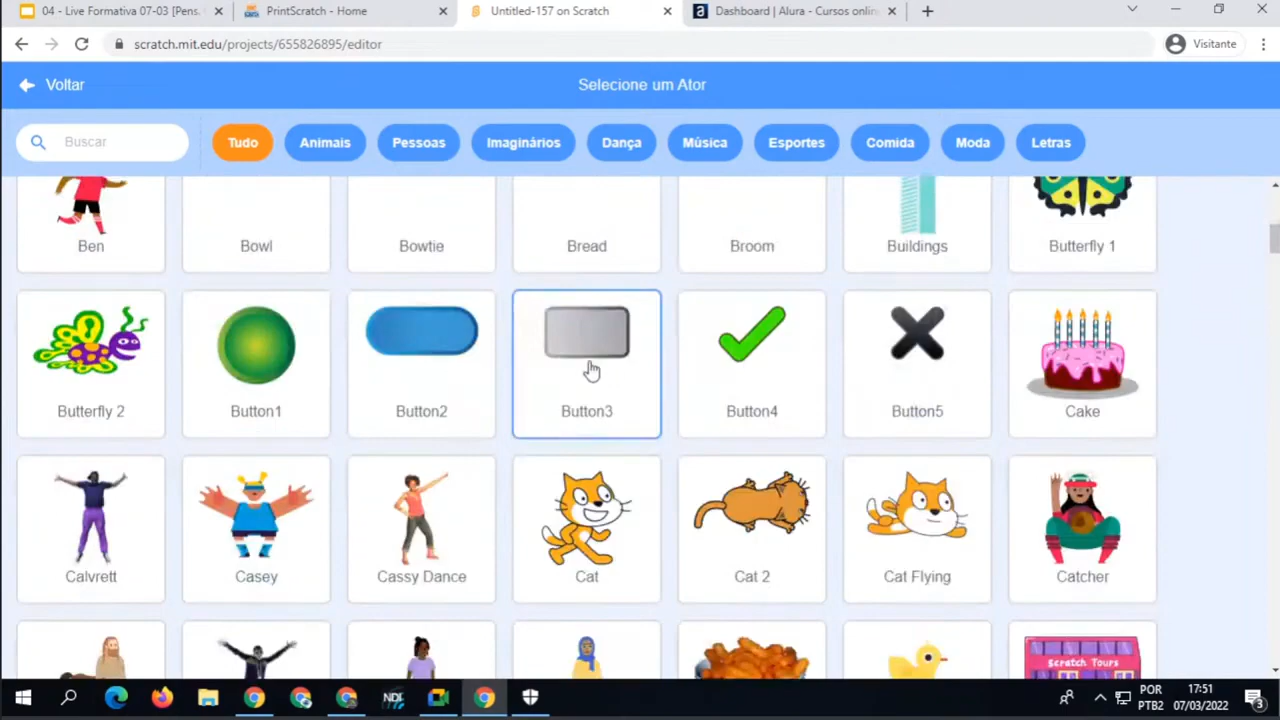 04 - Live Formativa 07-03 [Pens.
PrintScratch - Home
Untitled-157 on Scratch
Dashboard | Alura - Cursos onlin
scratch.mit.edu/projects/655826895/editor
Visitante
Voltar
Selecione um Ator
Buscar
Tudo
Animais
Pessoas
Imaginários
Dança
Música
Esportes
Comida
Moda
Letras
Ben
Bowl
Bowtie
Bread
Broom
Buildings
Butterfly 1
Butterfly 2
Button1
Button2
Button3
Button4
Button5
Cake
Calvrett
Casey
Cassy Dance
Cat
Cat 2
Cat Flying
Catcher
Scratch Tours
NDI
POR
17:51
PTB2
07/03/2022
3